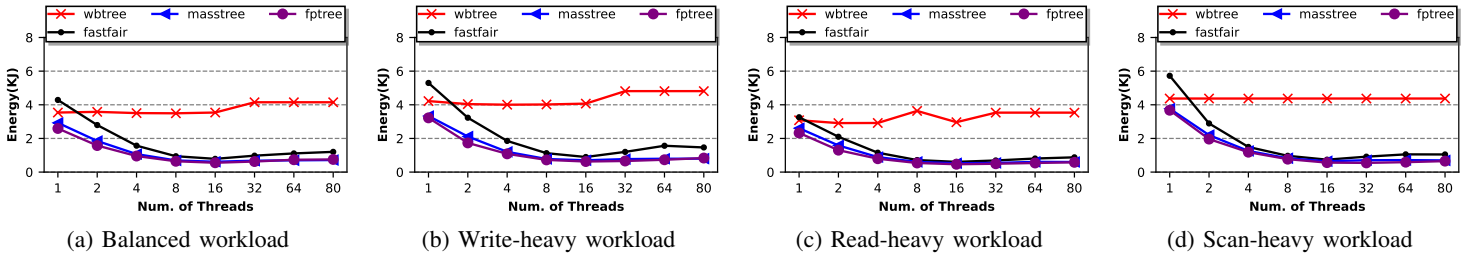 wbtree masstree fptree
fastfair
8
6
4
2
0
Energy(KJ)
1 2 4 8 16 32 64 80
Num. of Threads
(a) Balanced workload
wbtree masstree fptree
fastfair
8
6
4
2
0
Energy(KJ)
1 2 4 8 16 32 64 80
Num. of Threads
(b) Write-heavy workload
wbtree masstree fptree
fastfair
8
6
4
2
0
Energy(KJ)
1 2 4 8 16 32 64 80
Num. of Threads
(c) Read-heavy workload
wbtree masstree fptree
fastfair
8
6
4
2
0
Energy(KJ)
1 2 4 8 16 32 64 80
Num. of Threads
(d) Scan-heavy workload